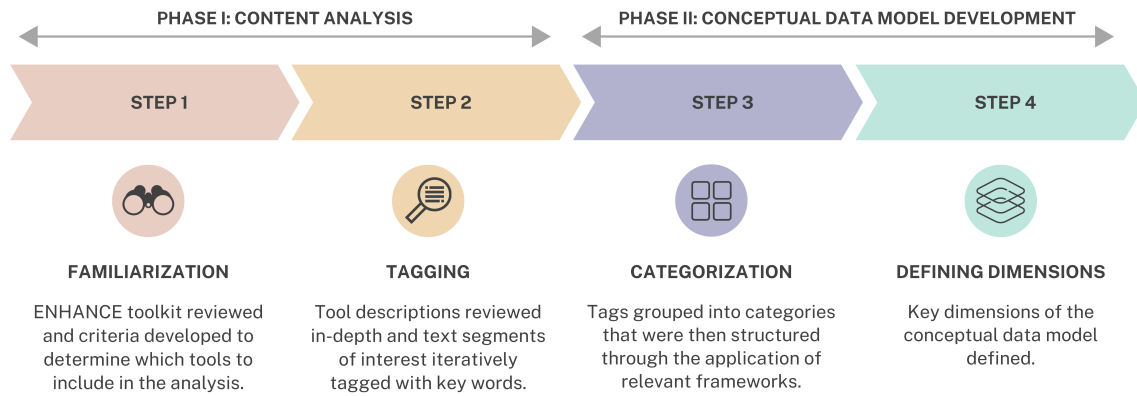 PHASE I: CONTENT ANALYSIS
PHASE II: CONCEPTUAL DATA MODEL DEVELOPMENT
STEP 1
STEP 2
STEP 3
STEP 4
FAMILIARIZATION
ENHANCE toolkit reviewed
and criteria developed to
determine which tools to
include in the analysis.
TAGGING
Tool descriptions reviewed
in-depth and text segments
of interest iteratively
tagged with key words.
CATEGORIZATION
Tags grouped into categories
that were then structured
through the application of
relevant frameworks.
DEFINING DIMENSIONS
Key dimensions of the
conceptual data model
defined.